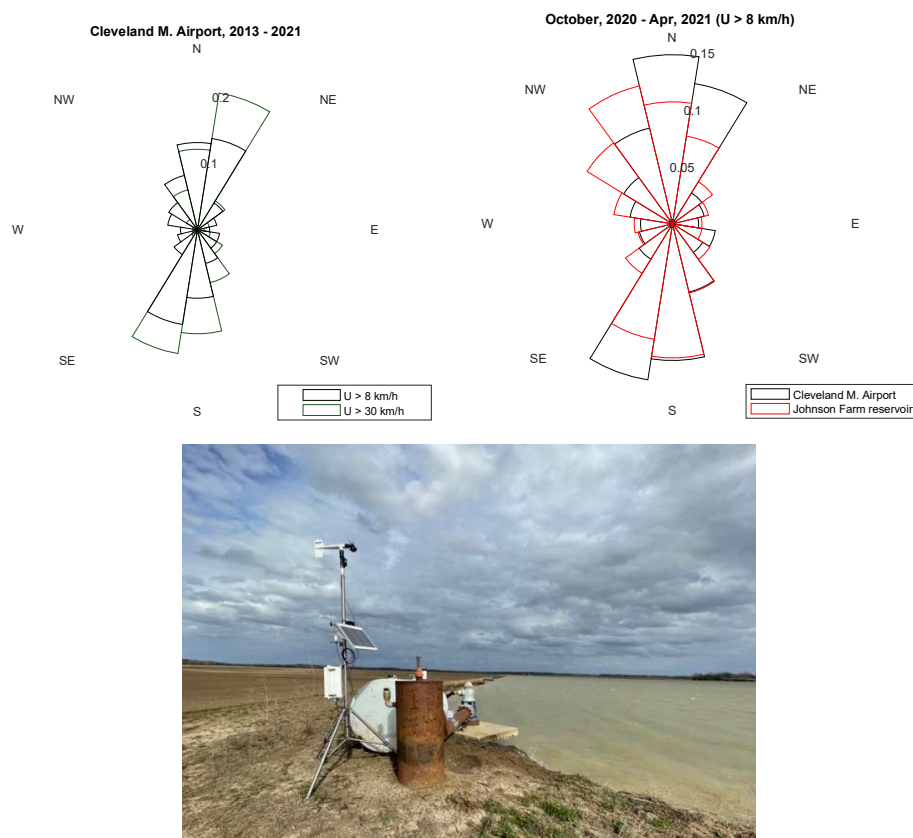 Cleveland M. Airport, 2013 - 2021
N
NW
NE
0.2
0.1
W
E
SE
SW
S
U > 8 km/h
U > 30 km/h
October, 2020 - Apr, 2021 (U > 8 km/h)
N
0.15
NW
NE
0.1
0.05
W
E
SE
SW
S
Cleveland M. Airport
Johnson Farm reservoir